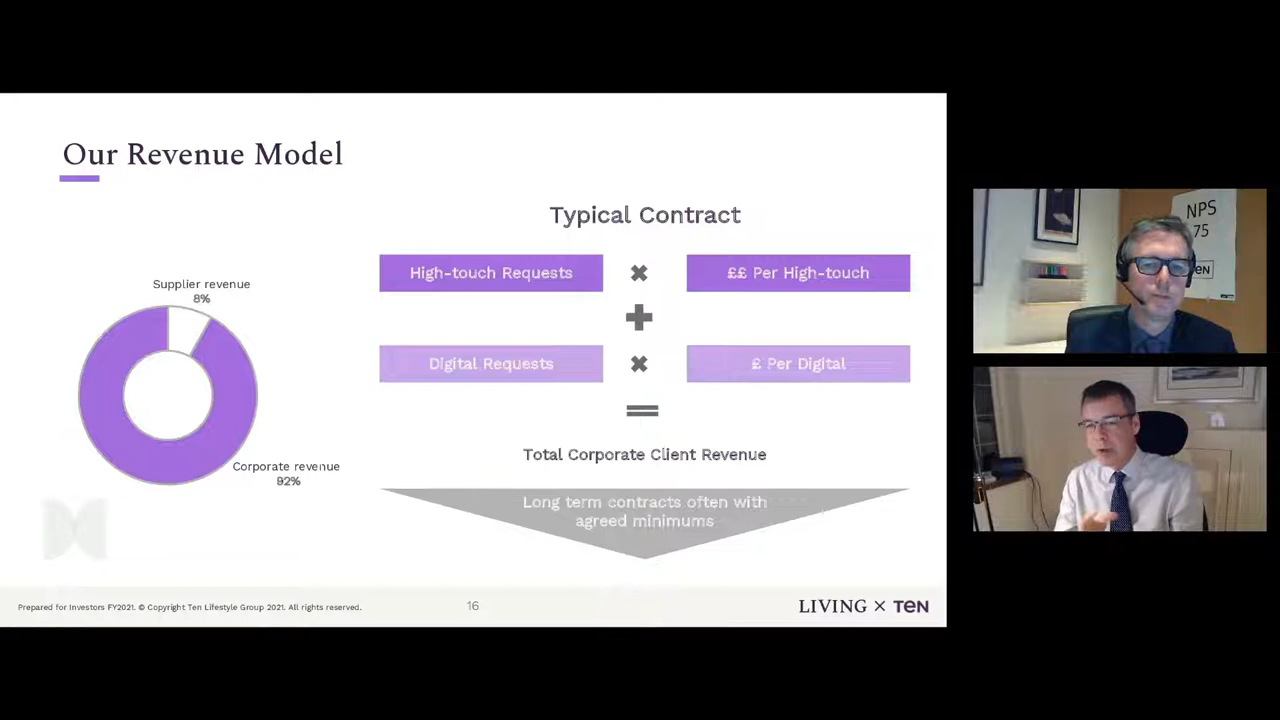 Our Revenue Model
Typical Contract
High-touch Requests
££ Per High-touch
Supplier revenue
8%
Digital Requests
£ Per Digital
Total Corporate Client Revenue
Corporate revenue
92%
Long term contracts often with
agreed minimums
Prepared for Investors FY2021. © Copyright Ten Lifestyle Group 2021. All rights reserved.
16
LIVING × TEN
NPS
75
TEN